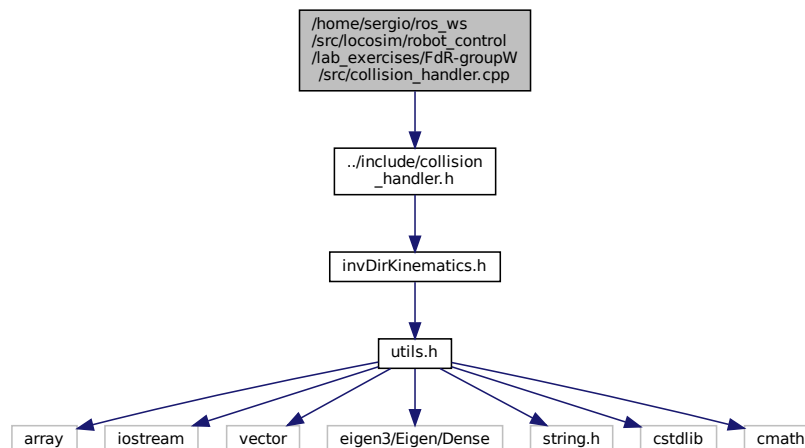 /home/sergio/ros_ws
/src/locosim/robot_control
/lab_exercises/FdR-groupW
/src/collision_handler.cpp
../include/collision
_handler.h
invDirKinematics.h
utils.h
array
iostream
vector
eigen3/Eigen/Dense
string.h
cstdlib
cmath